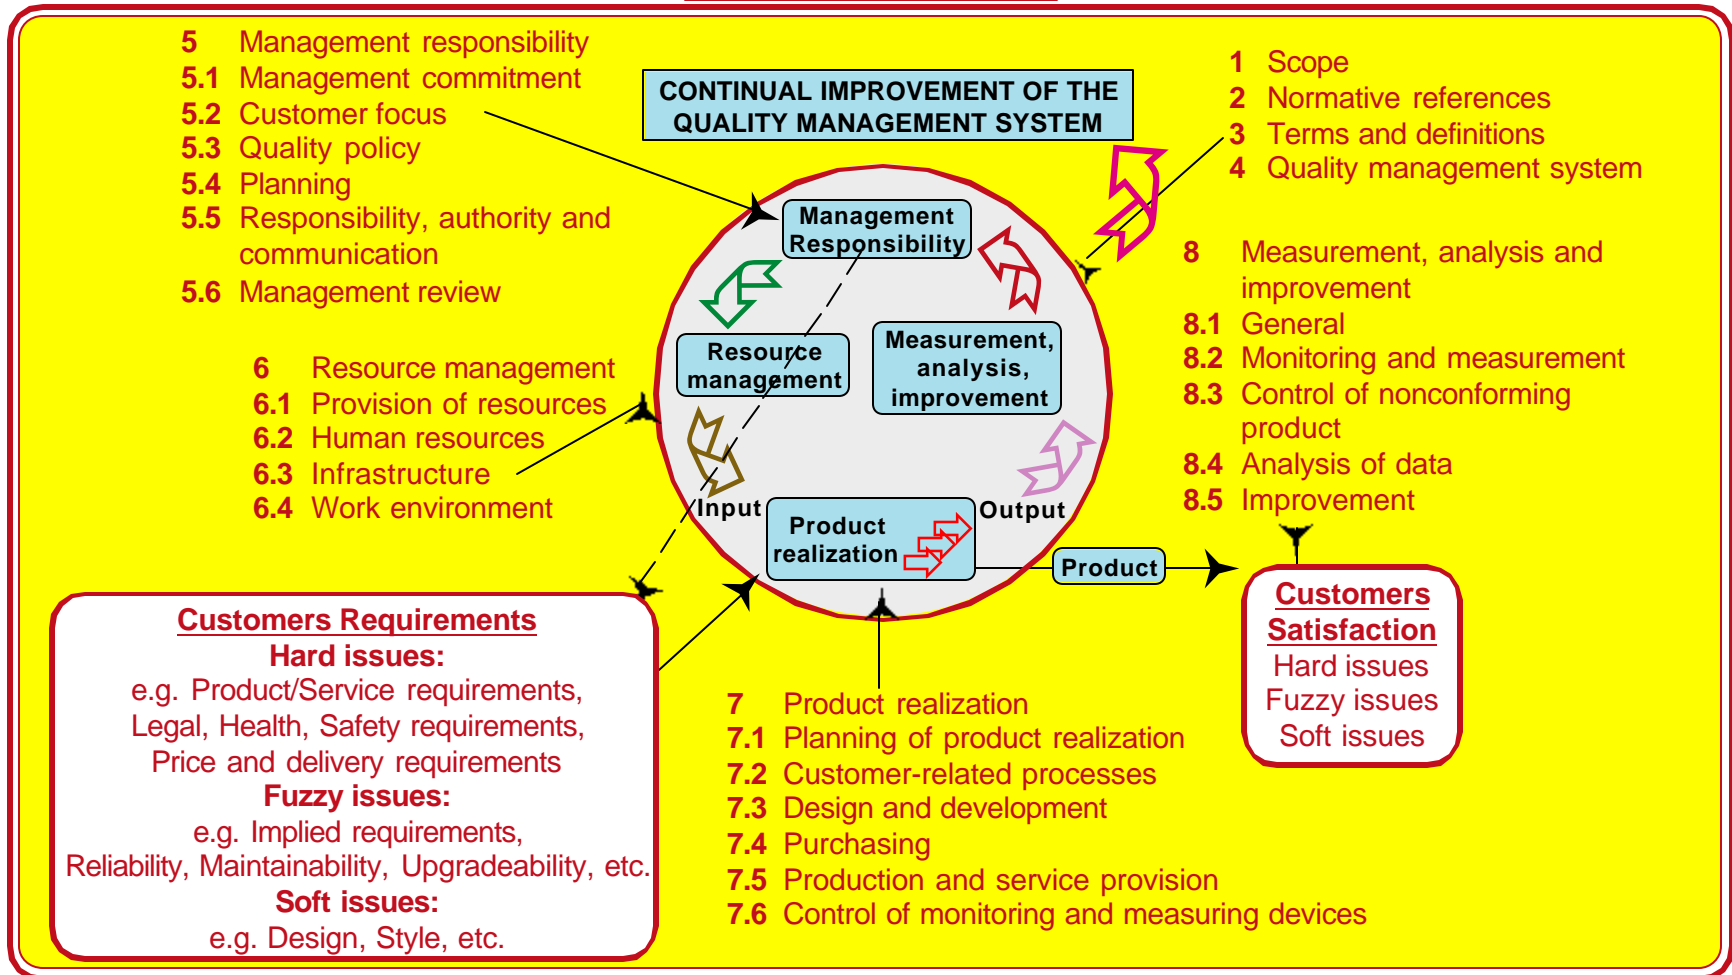 5 Management responsibility
5.1 Management commitment
5.2 Customer focus
5.3 Quality policy
5.4 Planning
5.5 Responsibility, authority and
communication
5.6 Management review
CONTINUAL IMPROVEMENT OF THE
QUALITY MANAGEMENT SYSTEM
1 Scope
2 Normative references
3 Terms and definitions
4 Quality management system
Management
Responsibility
Resource
management
Measurement,
analysis,
improvement
Input
Product
realization
Output
Product
6 Resource management
6.1 Provision of resources
6.2 Human resources
6.3 Infrastructure
6.4 Work environment
8 Measurement, analysis and
improvement
8.1 General
8.2 Monitoring and measurement
8.3 Control of nonconforming
product
8.4 Analysis of data
8.5 Improvement
Customers Requirements
Hard issues:
e.g. Product/Service requirements,
Legal, Health, Safety requirements,
Price and delivery requirements
Fuzzy issues:
e.g. Implied requirements,
Reliability, Maintainability, Upgradeability, etc.
Soft issues:
e.g. Design, Style, etc.
7 Product realization
7.1 Planning of product realization
7.2 Customer-related processes
7.3 Design and development
7.4 Purchasing
7.5 Production and service provision
7.6 Control of monitoring and measuring devices
Customers
Satisfaction
Hard issues
Fuzzy issues
Soft issues